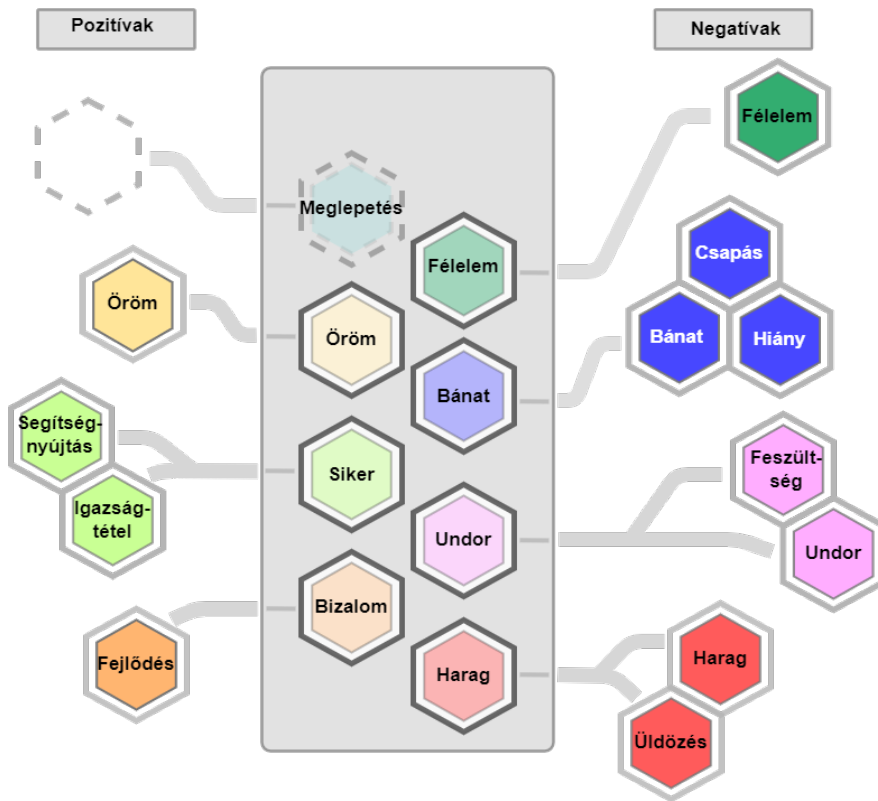 Pozitívak
Negatívak
Félelem
Meglepetés
Csapás
Félelem
Öröm
Bánat
Hiány
Öröm
Bánat
Segítség-
nyújtás
Siker
Feszült-
ség
Igazság-
tétel
Undor
Undor
Bizalom
Fejlődés
Harag
Harag
Üldözés